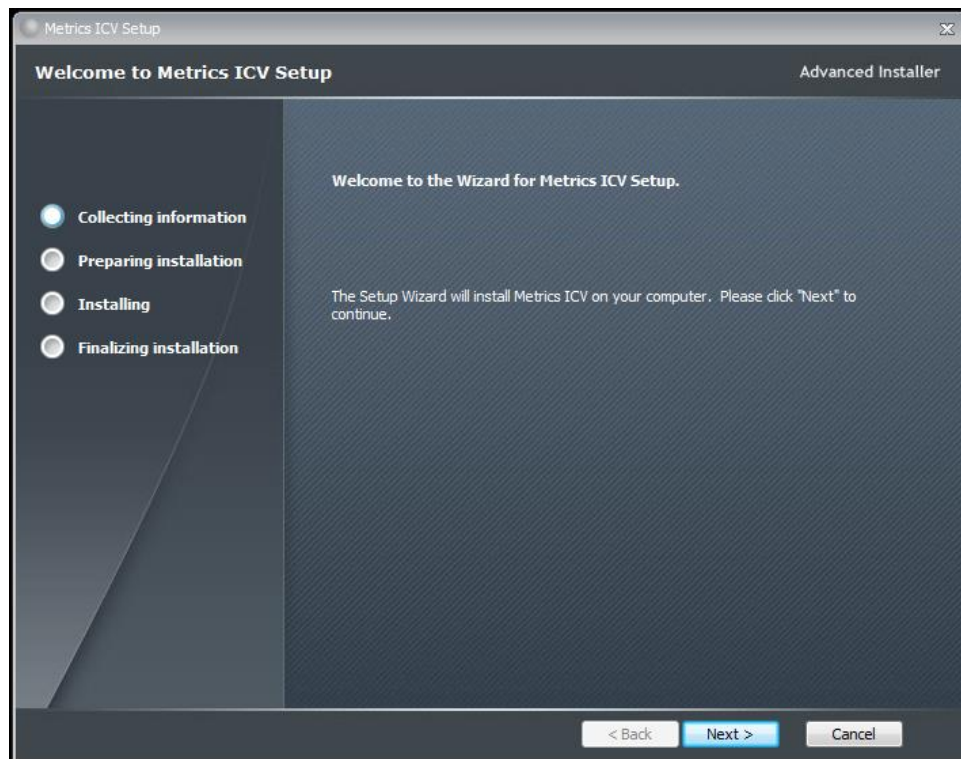 Metrics ICV Setup
Welcome to Metrics ICV Setup
Advanced Installer
Collecting information
Preparing installation
Installing
Finalizing installation
Welcome to the Wizard for Metrics ICV Setup.
The Setup Wizard will install Metrics ICV on your computer.  Please click "Next" to
continue.
< Back
Next >
Cancel